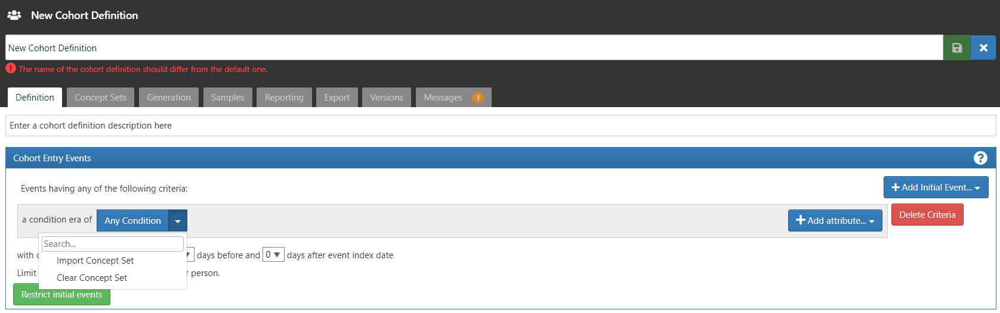 New Cohort Definition
New Cohort Definition
The name of the cohort definition should differ from the default one.
Definition Concept Sets Generation Samples Reporting Export Versions Messages 1
Enter a cohort definition description here
Cohort Entry Events ?
Events having any of the following criteria:
Add Initial Event...
a condition era of Any Condition
Add attribute...
Delete Criteria
Search...
Import Concept Set
Clear Concept Set
with days before and 0 days after event index date
Limit person.
Restrict initial events